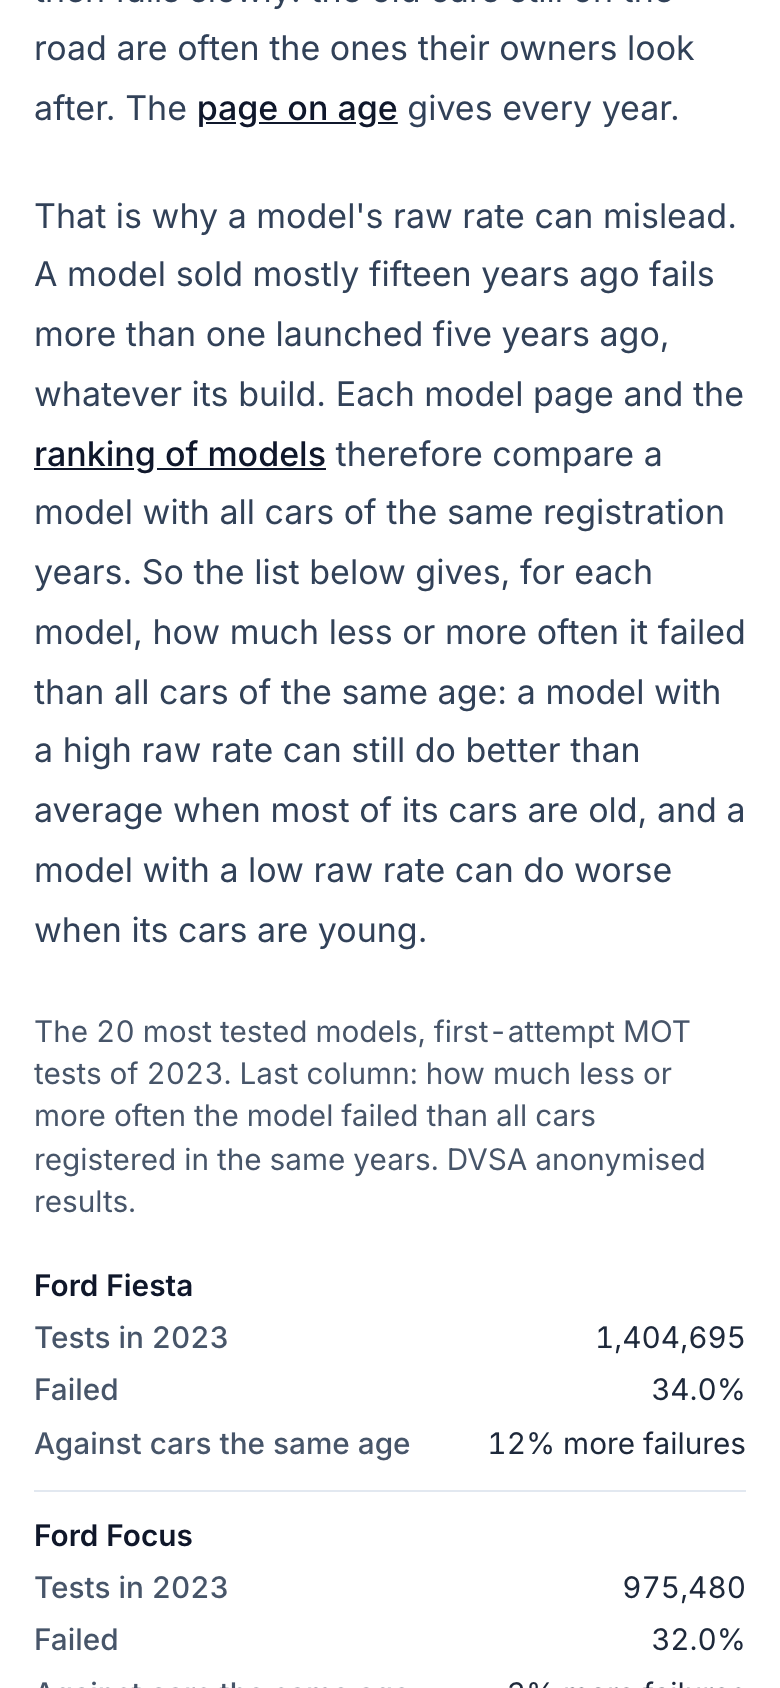 road are often the ones their owners look
after. The page on age gives every year.
That is why a model's raw rate can mislead.
A model sold mostly fifteen years ago fails
more than one launched five years ago,
whatever its build. Each model page and the
ranking of models therefore compare a
model with all cars of the same registration
years. So the list below gives, for each
model, how much less or more often it failed
than all cars of the same age: a model with
a high raw rate can still do better than
average when most of its cars are old, and a
model with a low raw rate can do worse
when its cars are young.
The 20 most tested models, first-attempt MOT
tests of 2023. Last column: how much less or
more often the model failed than all cars
registered in the same years. DVSA anonymised
results.
Ford Fiesta
Tests in 2023 1,404,695
Failed 34.0%
Against cars the same age 12% more failures
Ford Focus
Tests in 2023 975,480
Failed 32.0%